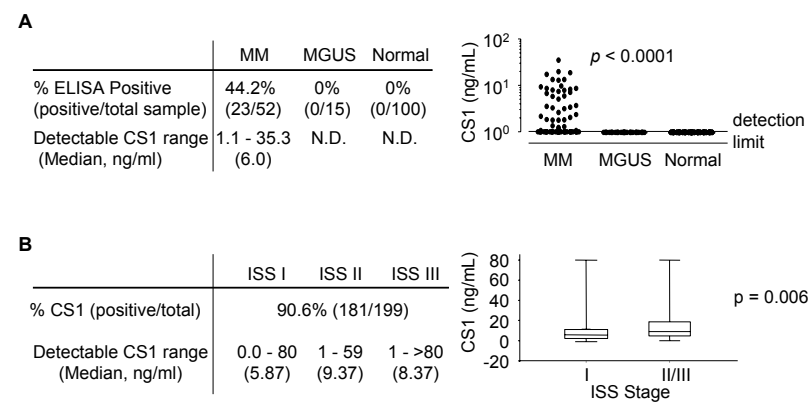 A
MM MGUS Normal
% ELISA Positive 44.2% 0% 0%
(positive/total sample) (23/52) (0/15) (0/100)
Detectable CS1 range 1.1 - 35.3 N.D. N.D.
(Median, ng/ml) (6.0)
CS1 (ng/mL)
10²
10¹
10⁰
p < 0.0001
detection
limit
MM MGUS Normal
B
ISS I ISS II ISS III
% CS1 (positive/total) 90.6% (181/199)
Detectable CS1 range 0.0 - 80 1 - 59 1 - >80
(Median, ng/ml) (5.87) (9.37) (8.37)
CS1 (ng/mL)
80
60
40
20
0
-20
p = 0.006
I II/III
ISS Stage